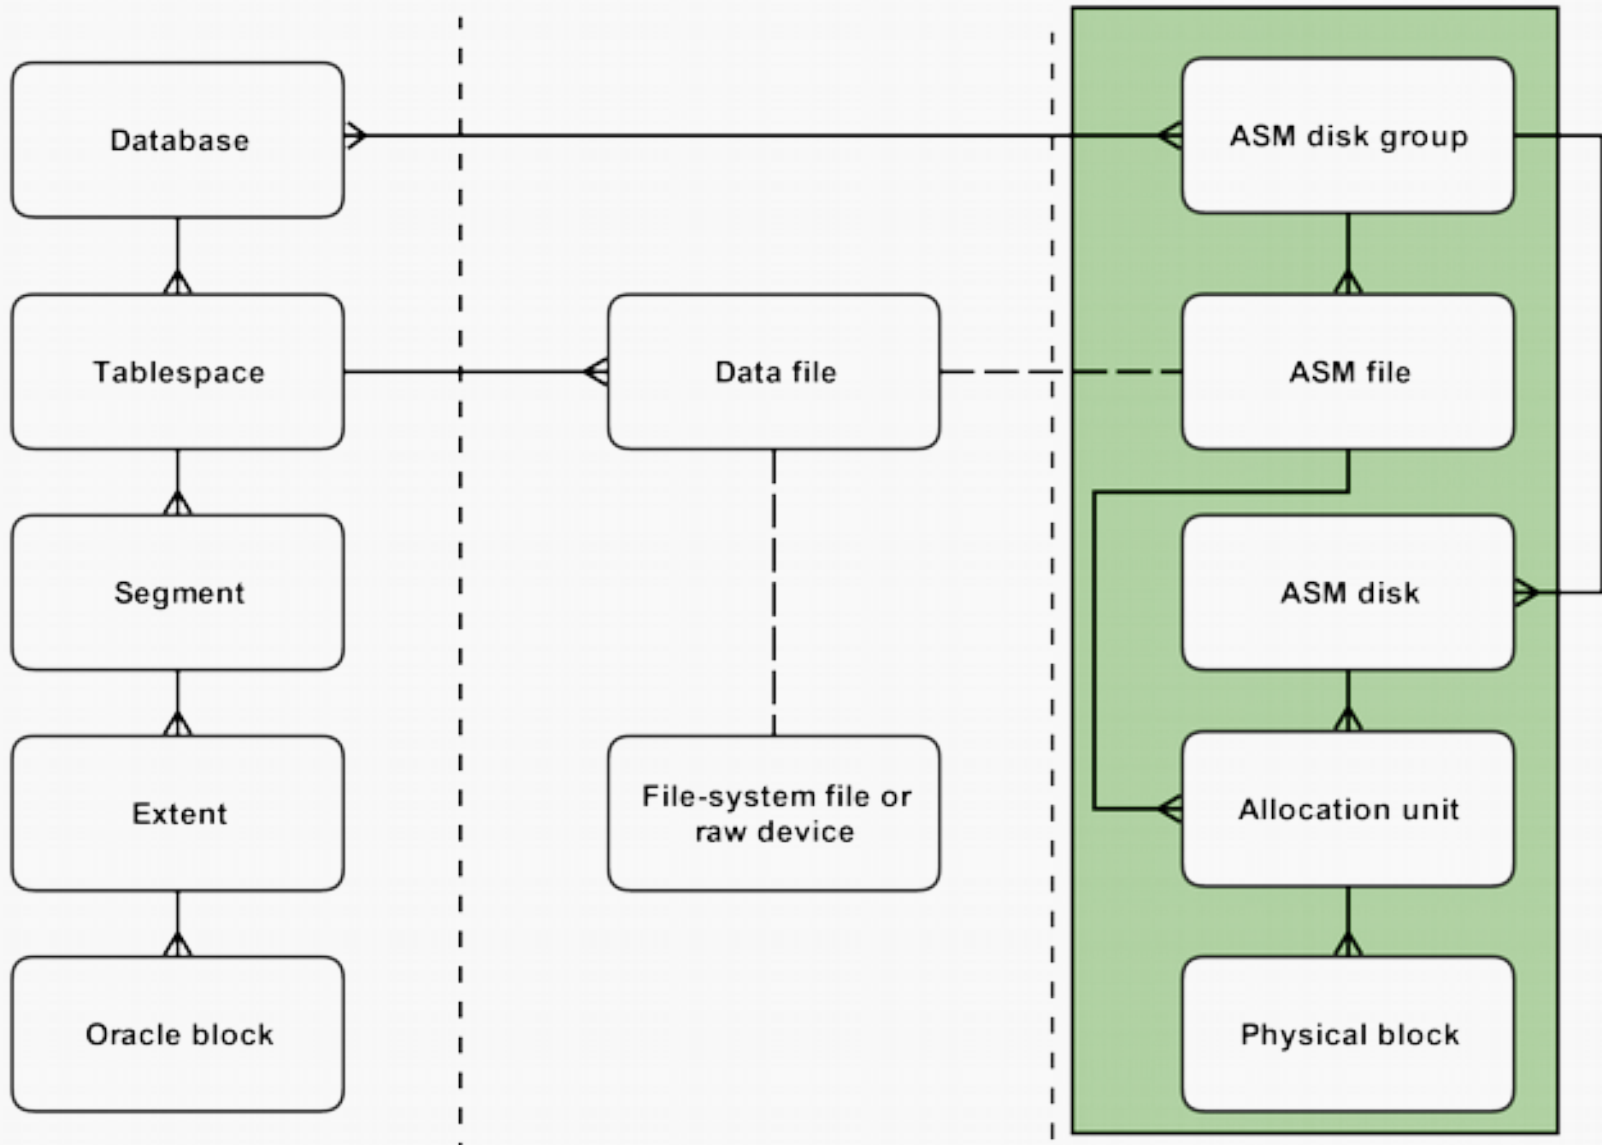 Database
ASM disk group
Tablespace
Data file
ASM file
Segment
ASM disk
Extent
File-system file or
raw device
Allocation unit
Oracle block
Physical block